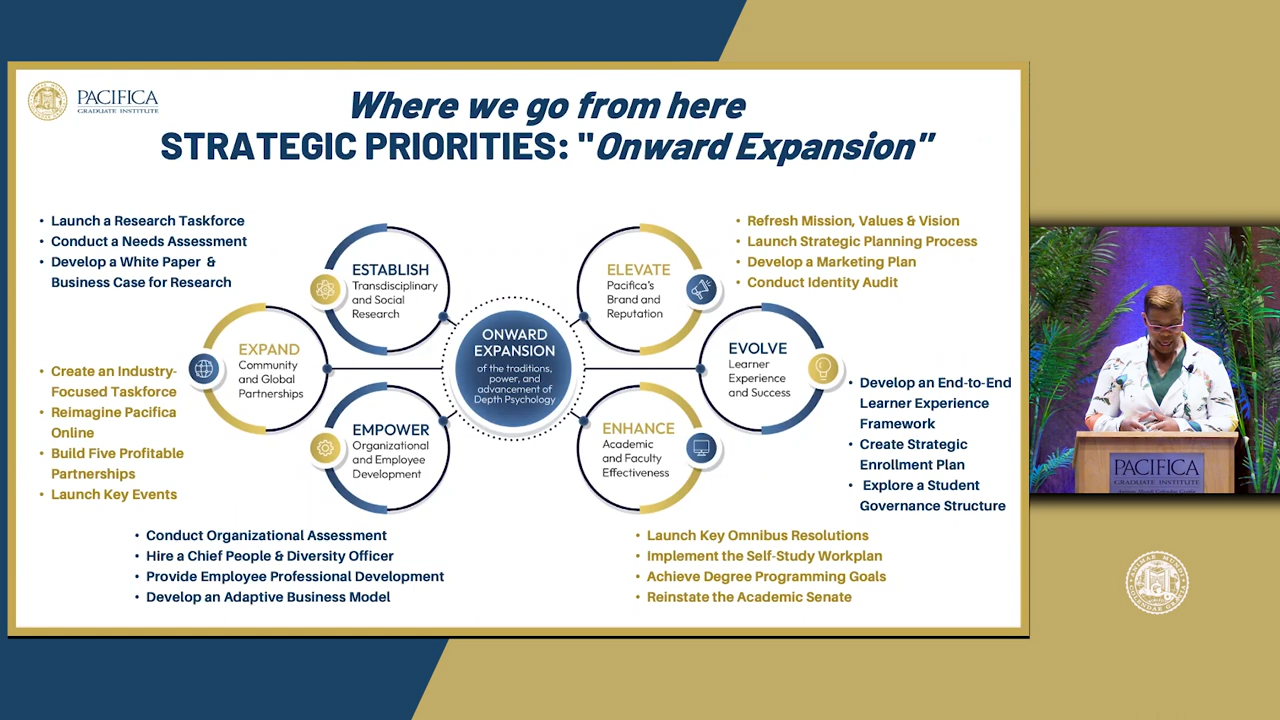 PACIFICA
GRADUATE INSTITUTE
Where we go from here
STRATEGIC PRIORITIES: "Onward Expansion"
• Launch a Research Taskforce
• Conduct a Needs Assessment
• Develop a White Paper &
Business Case for Research
ESTABLISH
Transdisciplinary
and Social
Research
ELEVATE
Pacifica's
Brand and
Reputation
• Refresh Mission, Values & Vision
• Launch Strategic Planning Process
• Develop a Marketing Plan
• Conduct Identity Audit
EXPAND
Community
and Global
Partnerships
ONWARD
EXPANSION
of the traditions,
power, and
advancement of
Depth Psychology
EVOLVE
Learner
Experience
and Success
• Create an Industry-
Focused Taskforce
• Reimagine Pacifica
Online
• Build Five Profitable
Partnerships
• Launch Key Events
EMPOWER
Organizational
and Employee
Development
ENHANCE
Academic
and Faculty
Effectiveness
• Develop an End-to-End
Learner Experience
Framework
• Create Strategic
Enrollment Plan
• Explore a Student
Governance Structure
• Conduct Organizational Assessment
• Hire a Chief People & Diversity Officer
• Provide Employee Professional Development
• Develop an Adaptive Business Model
• Launch Key Omnibus Resolutions
• Implement the Self-Study Workplan
• Achieve Degree Programming Goals
• Reinstate the Academic Senate
PACIFICA
GRADUATE INSTITUTE
ANIMAE MUNDI
COLENDAE GRATIA